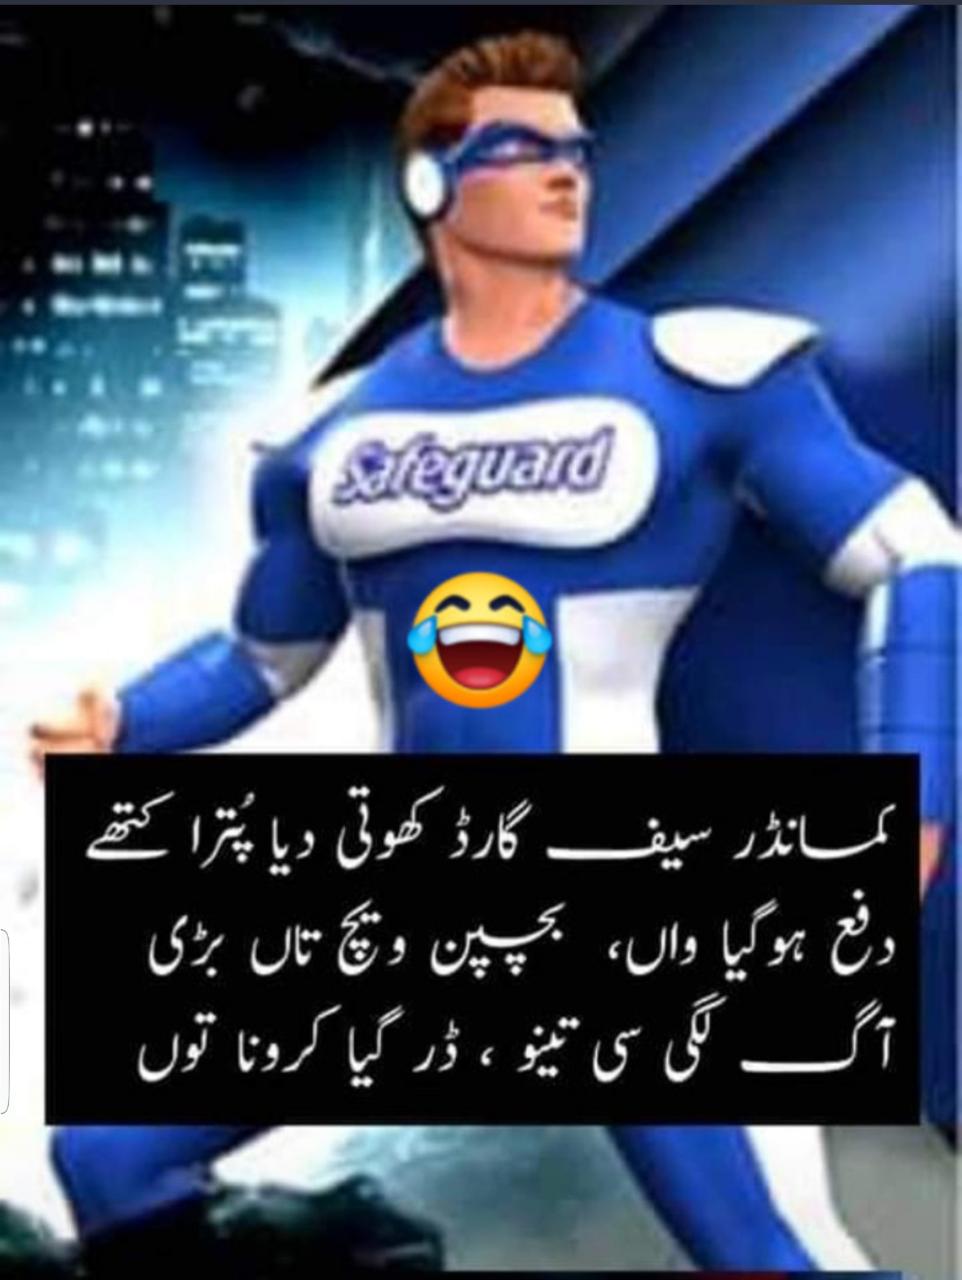 Safeguard
کمانڈر سیف گارڈ کھوتی دیا پُترا کتھے
دفع ہوگیا واں، بچپن ویچ تاں بڑی
آگ لگی سی تینو ، ڈر گیا کرونا توں